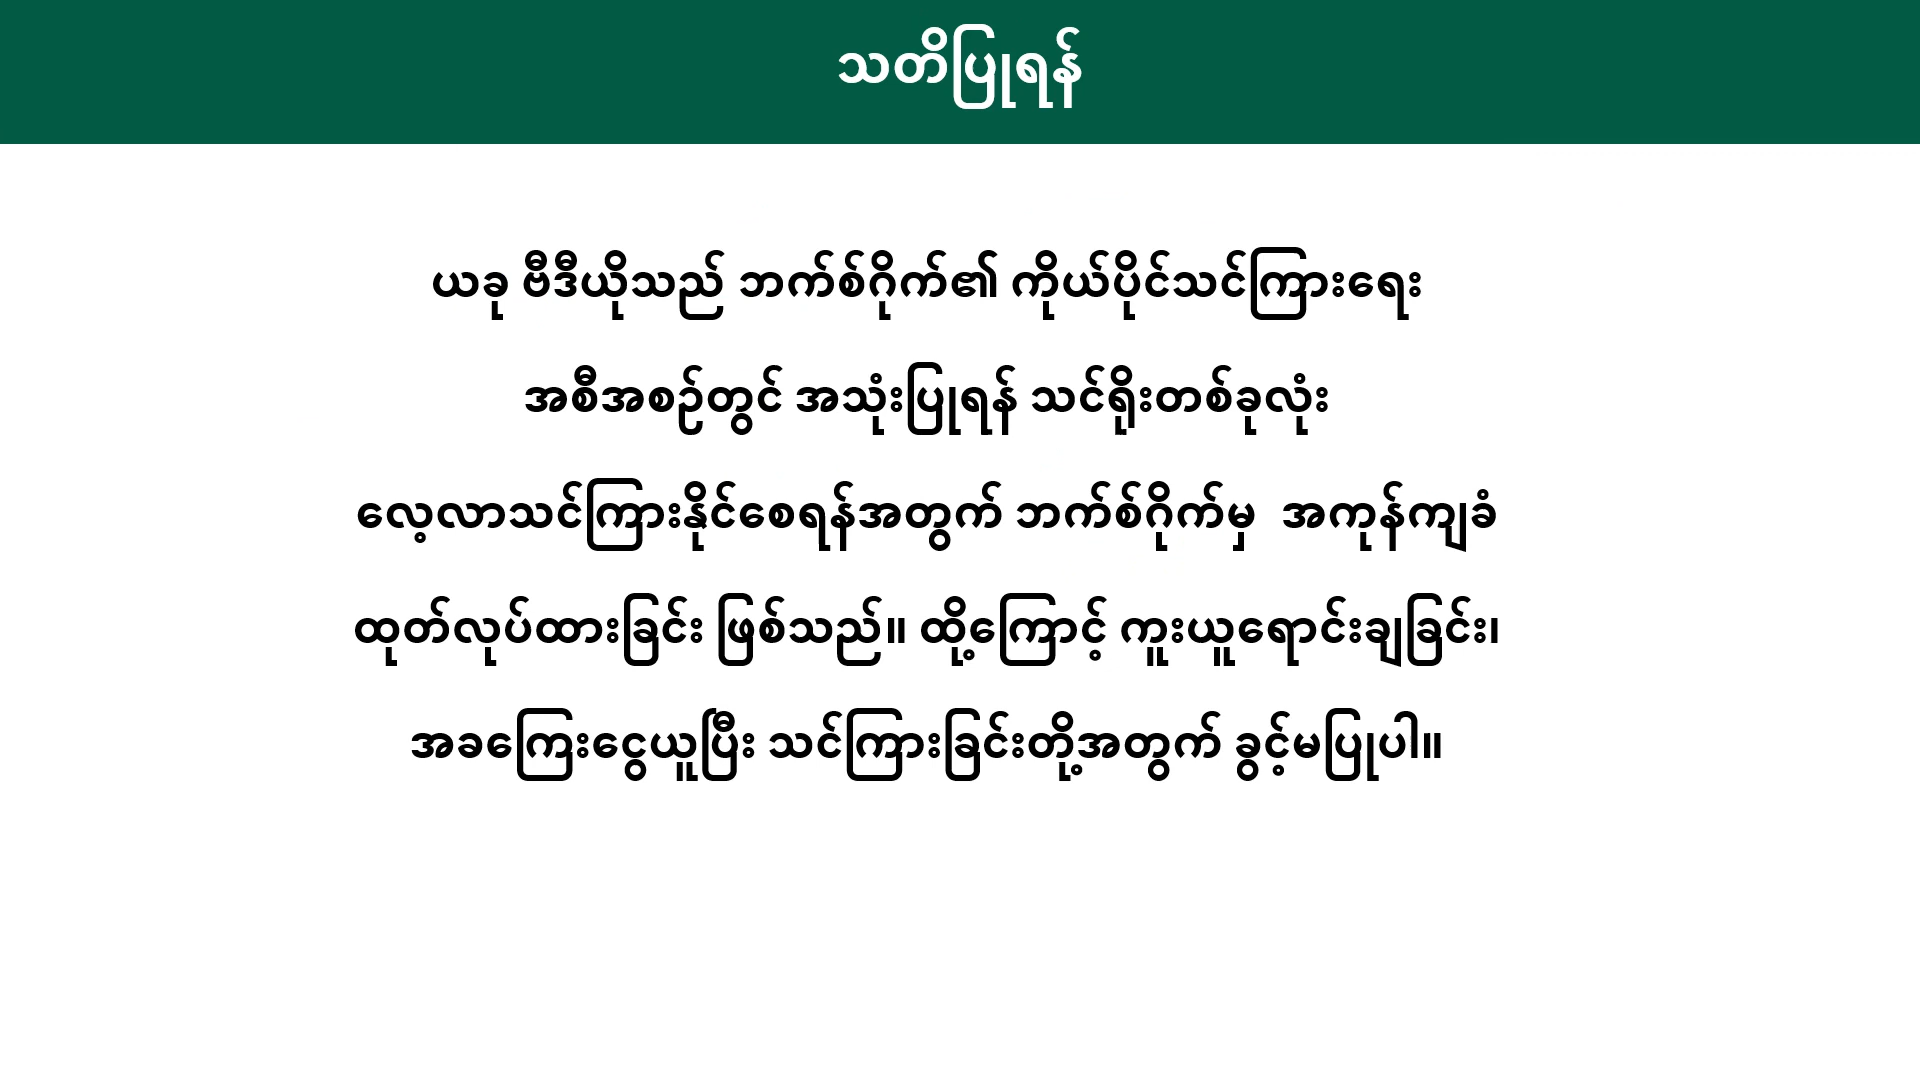 သတိပြုရန်
ယခု ဗီဒီယိုသည် ဘက်စ်ဂိုက်၏ ကိုယ်ပိုင်သင်ကြားရေး
အစီအစဉ်တွင် အသုံးပြုရန် သင်ရိုးတစ်ခုလုံး
လေ့လာသင်ကြားနိုင်စေရန်အတွက် ဘက်စ်ဂိုက်မှ  အကုန်ကျခံ
ထုတ်လုပ်ထားခြင်း ဖြစ်သည်။ ထို့ကြောင့် ကူးယူရောင်းချခြင်း၊
အခကြေးငွေယူပြီး သင်ကြားခြင်းတို့အတွက် ခွင့်မပြုပါ။